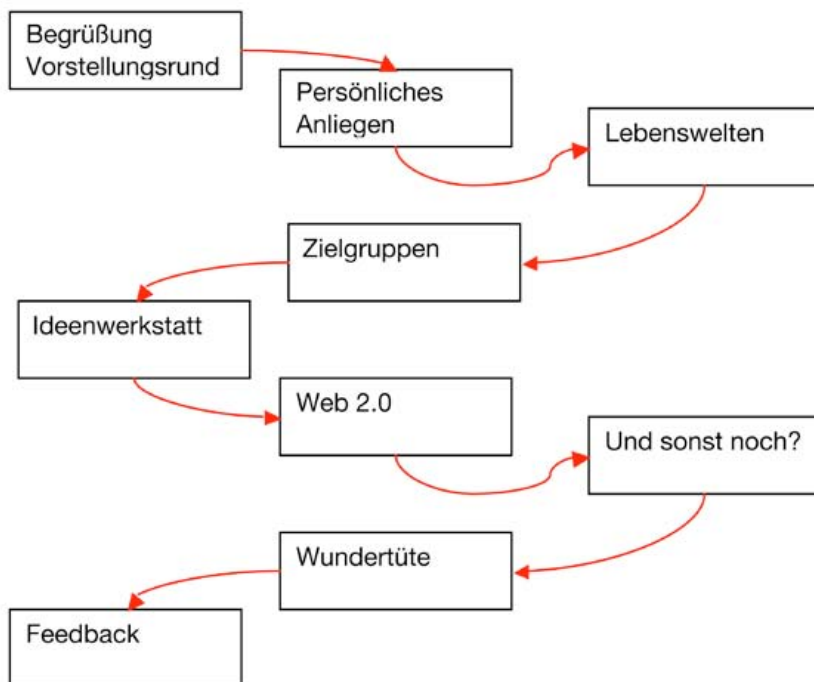 Begrüßung
Vorstellungsrund
Persönliches
Anliegen
Lebenswelten
Zielgruppen
Ideenwerkstatt
Web 2.0
Und sonst noch?
Wundertüte
Feedback